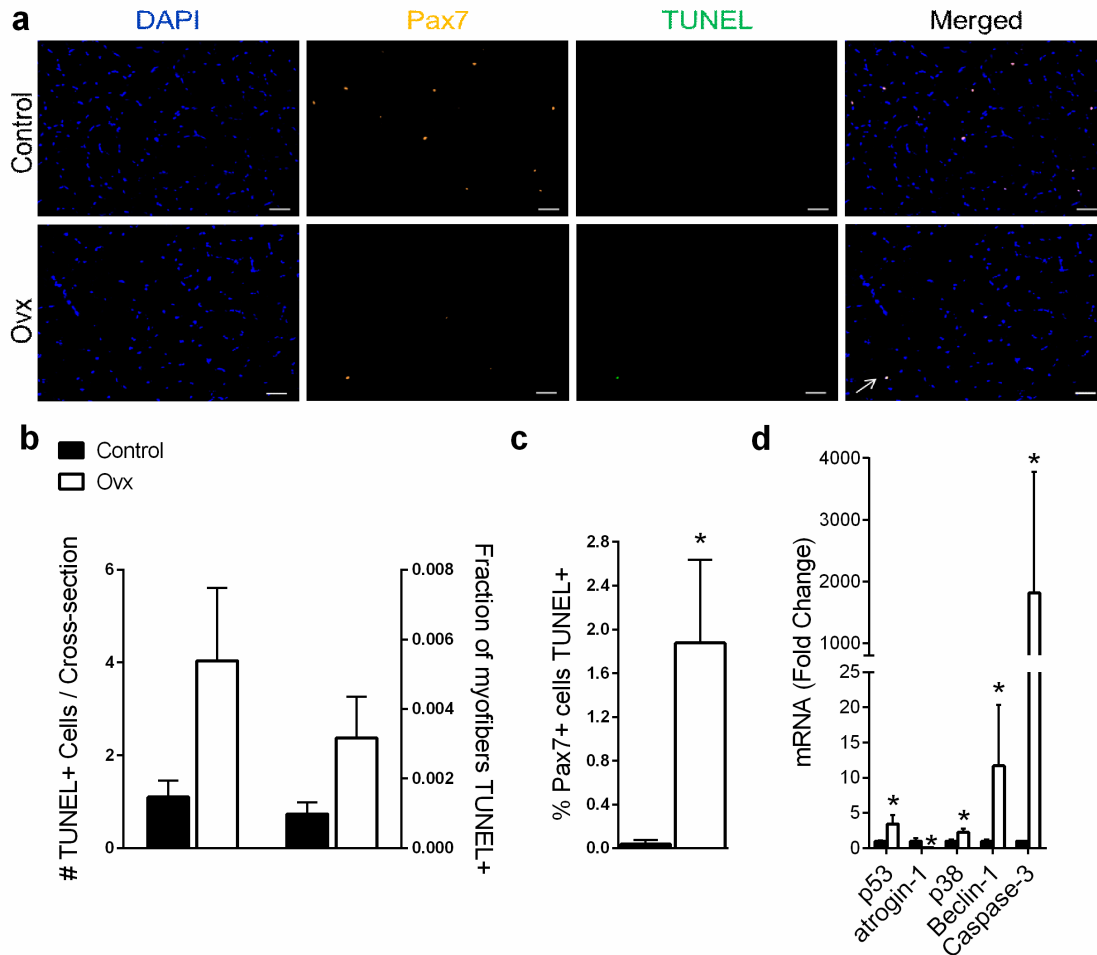 a
DAPI
Pax7
TUNEL
Merged
Control
Ovx
b
Control
Ovx
# TUNEL+ Cells / Cross-section
6
4
2
0
0.008
0.006
0.004
0.002
0.000
Fraction of myofibers TUNEL+
c
% Pax7+ cells TUNEL+
2.8
2.4
2.0
1.6
1.2
0.8
0.4
0.0
*
d
mRNA (Fold Change)
4000
3000
2000
1000
25
20
15
10
5
0
*
*
*
*
*
p53
atrogin-1
p38
Beclin-1
Caspase-3